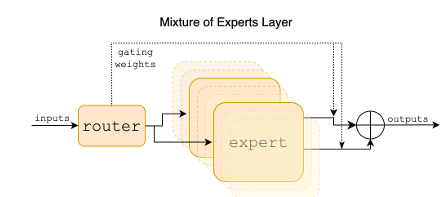 Mixture of Experts Layer
gating
weights
inputs
router
expert
outputs